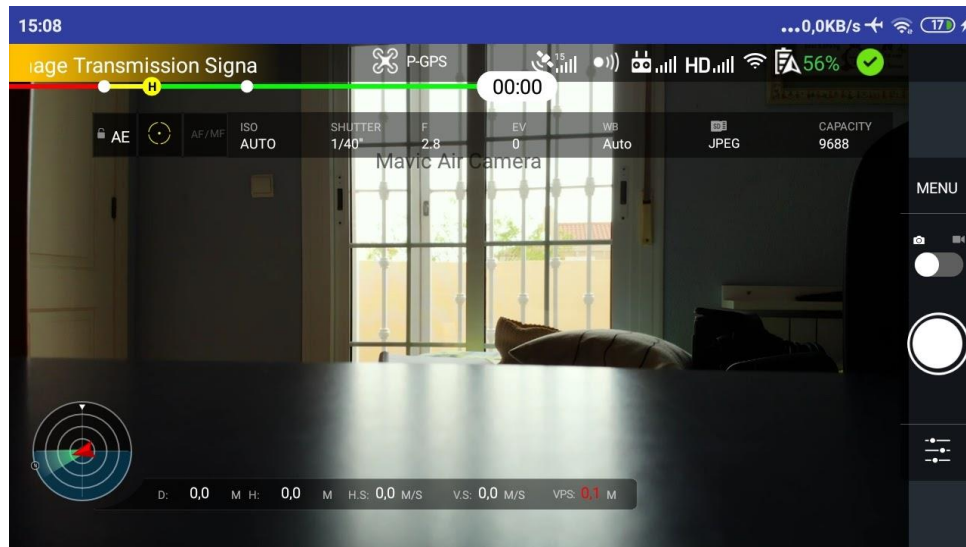 15:08 ...0,0KB/s 17
age Transmission Signa P-GPS 15 HD 56%
H 00:00
AE AF/MF ISO AUTO SHUTTER 1/40" F 2.8 EV 0 WB Auto SD JPEG CAPACITY 9688
Mavic Air Camera
MENU
D: 0,0 M H: 0,0 M H.S: 0,0 M/S V.S: 0,0 M/S VPS: 0,1 M